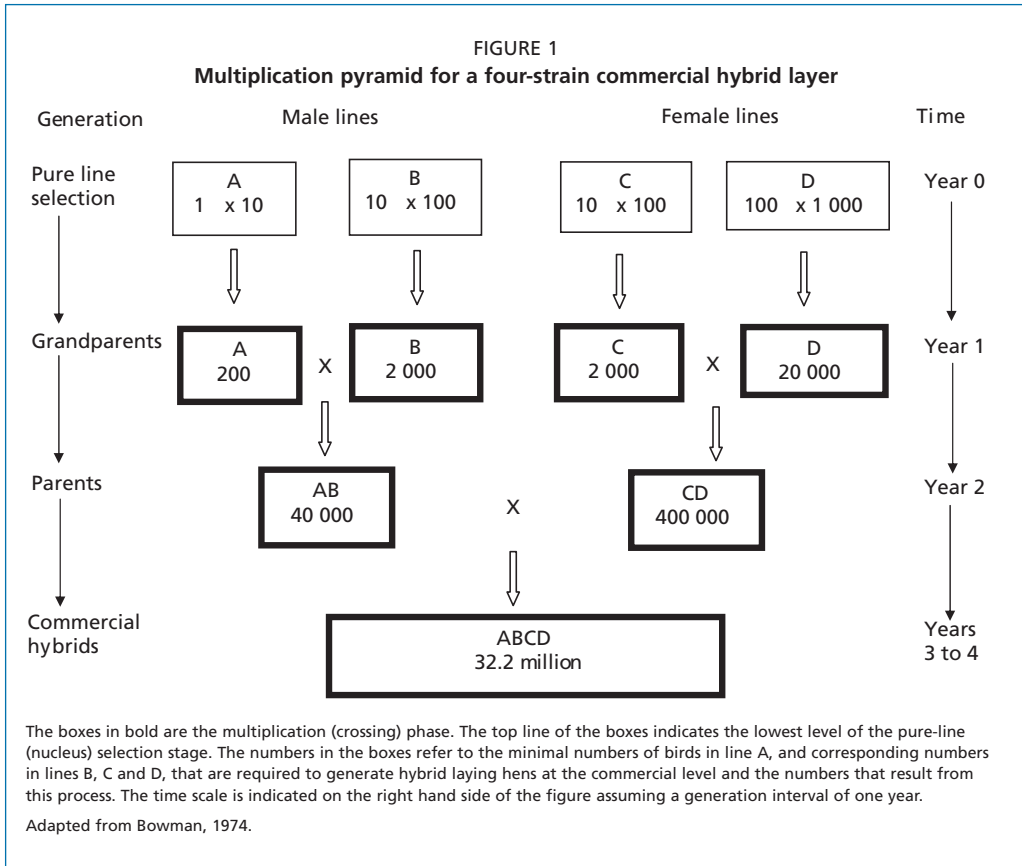 FIGURE 1
Multiplication pyramid for a four-strain commercial hybrid layer
Generation Male lines Female lines Time
Pure line
selection
A
1 x 10
B
10 x 100
C
10 x 100
D
100 x 1 000
Year 0
Grandparents
A
200
X
B
2 000
C
2 000
X
D
20 000
Year 1
Parents
AB
40 000
X
CD
400 000
Year 2
Commercial
hybrids
ABCD
32.2 million
Years
3 to 4
The boxes in bold are the multiplication (crossing) phase. The top line of the boxes indicates the lowest level of the pure-line
(nucleus) selection stage. The numbers in the boxes refer to the minimal numbers of birds in line A, and corresponding numbers
in lines B, C and D, that are required to generate hybrid laying hens at the commercial level and the numbers that result from
this process. The time scale is indicated on the right hand side of the figure assuming a generation interval of one year.
Adapted from Bowman, 1974.